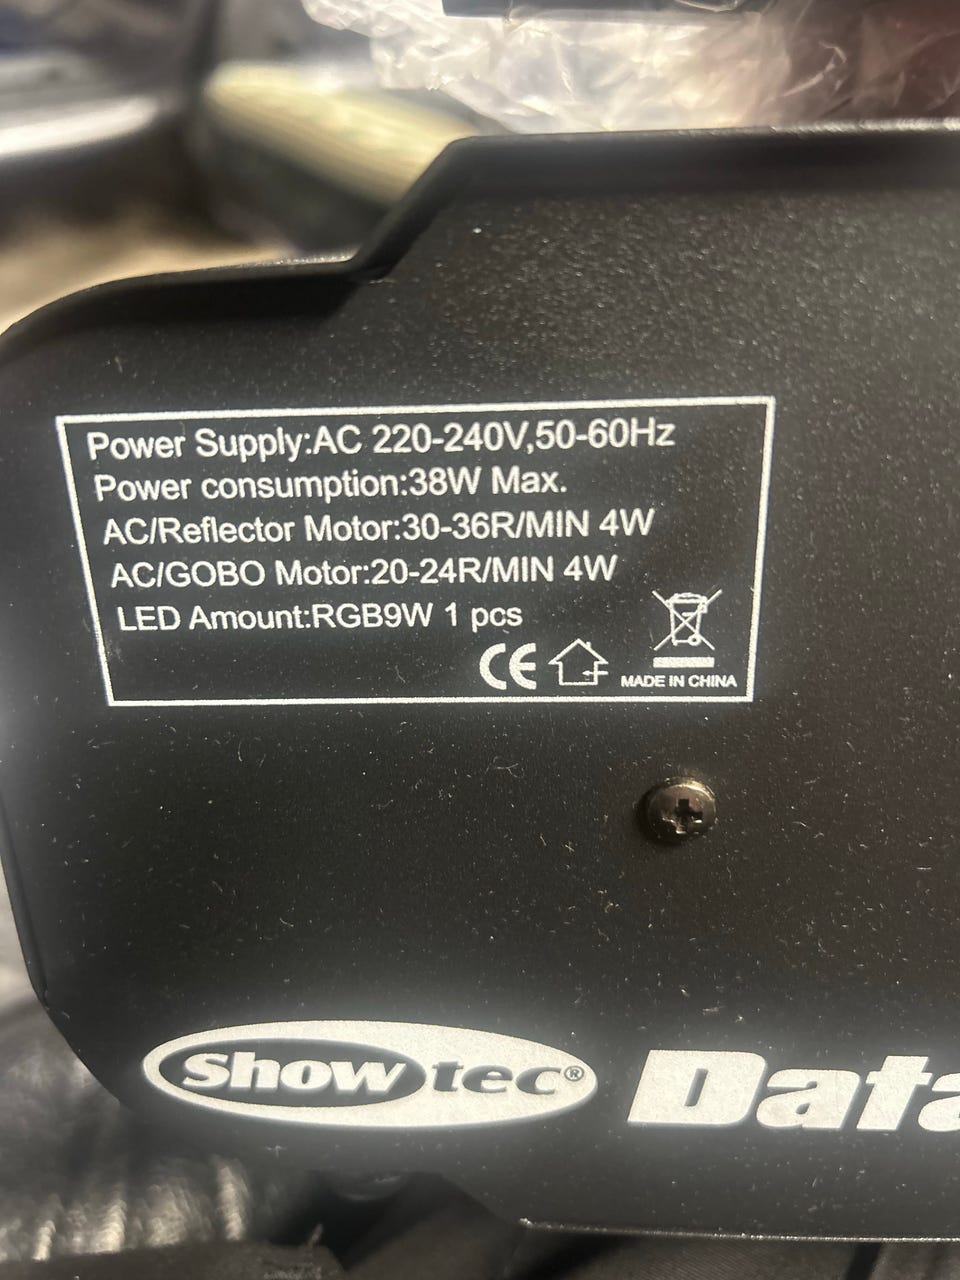 Power Supply:AC 220-240V,50-60Hz
Power consumption:38W Max.
AC/Reflector Motor:30-36R/MIN 4W
AC/GOBO Motor:20-24R/MIN 4W
LED Amount:RGB9W 1 pcs
CE
MADE IN CHINA
Showtec® Data